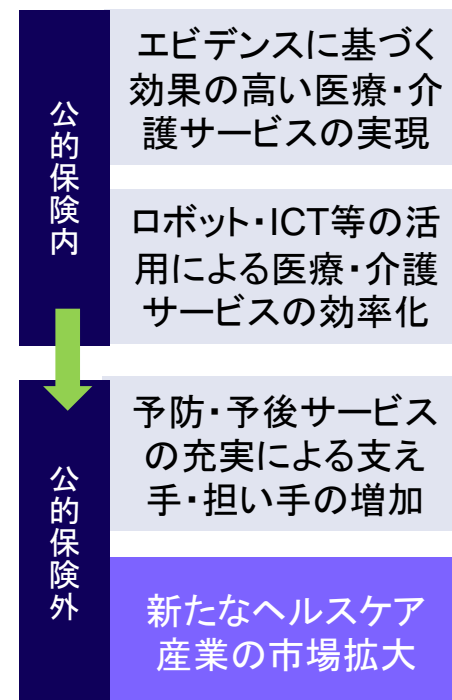 公的保険内
エビデンスに基づく
効果の高い医療・介
護サービスの実現
ロボット・ICT等の活
用による医療・介護
サービスの効率化
公的保険外
予防・予後サービス
の充実による支え
手・担い手の増加
新たなヘルスケア
産業の市場拡大